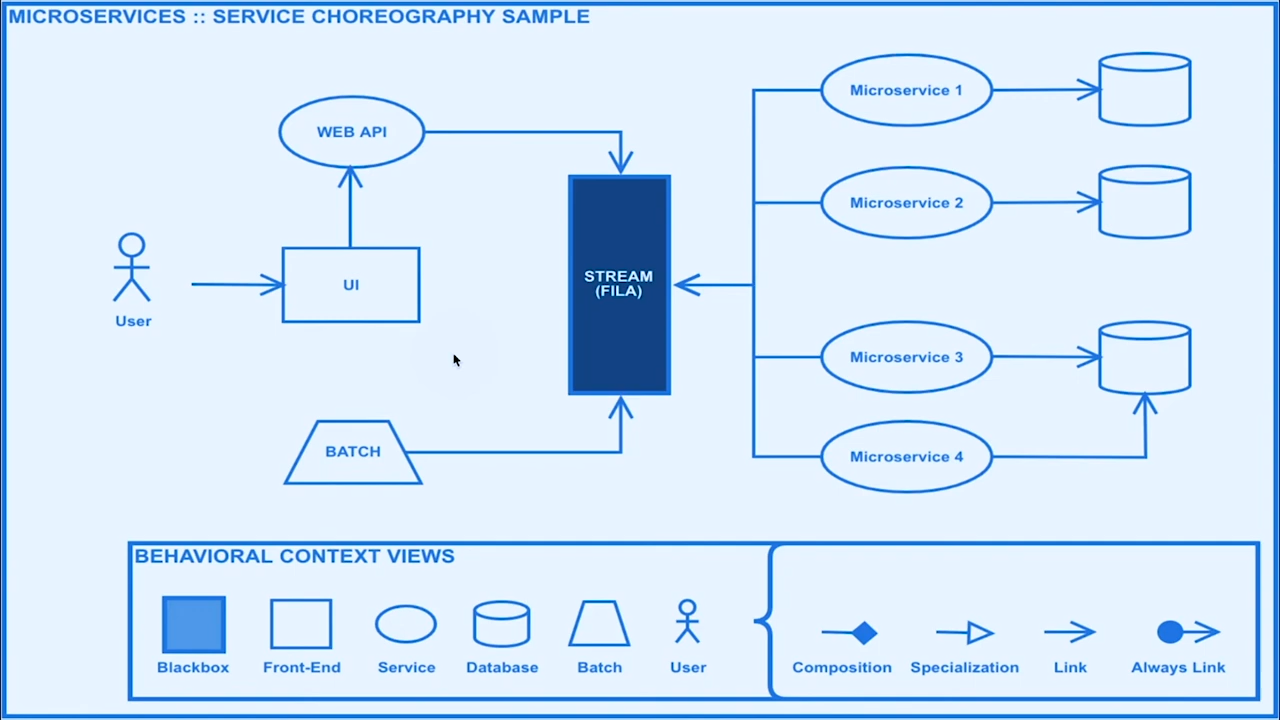 MICROSERVICES :: SERVICE CHOREOGRAPHY SAMPLE
WEB API
UI
User
BATCH
STREAM
(FILA)
Microservice 1
Microservice 2
Microservice 3
Microservice 4
BEHAVIORAL CONTEXT VIEWS
Blackbox
Front-End
Service
Database
Batch
User
Composition
Specialization
Link
Always Link